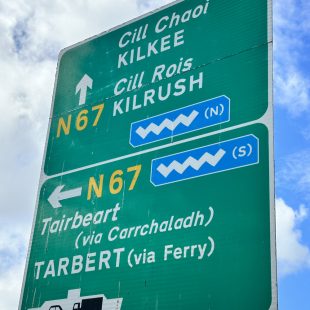 Cill Chaoi
KILKEE
Cill Rois
N67 KILRUSH
(N)
(S)
N67
Tairbeart
(via Carrchaladh)
TARBERT (via Ferry)